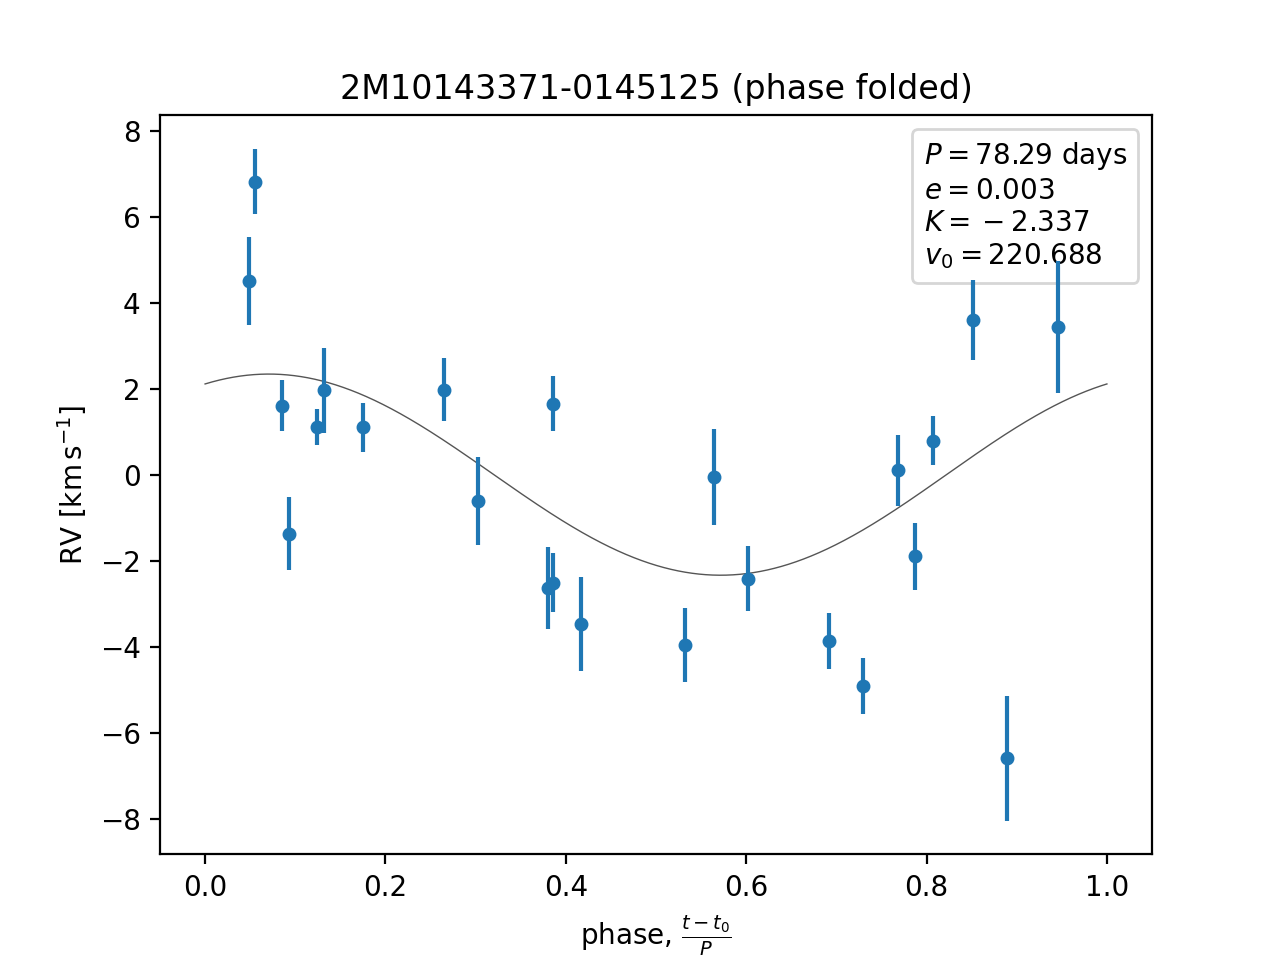 2M10143371-0145125 (phase folded)
P = 78.29 days
e = 0.003
K = −2.337
v₀ = 220.688
8
6
4
2
0
−2
−4
−6
−8
RV [km s⁻¹]
0.0 0.2 0.4 0.6 0.8 1.0
phase, (t − t₀)/P